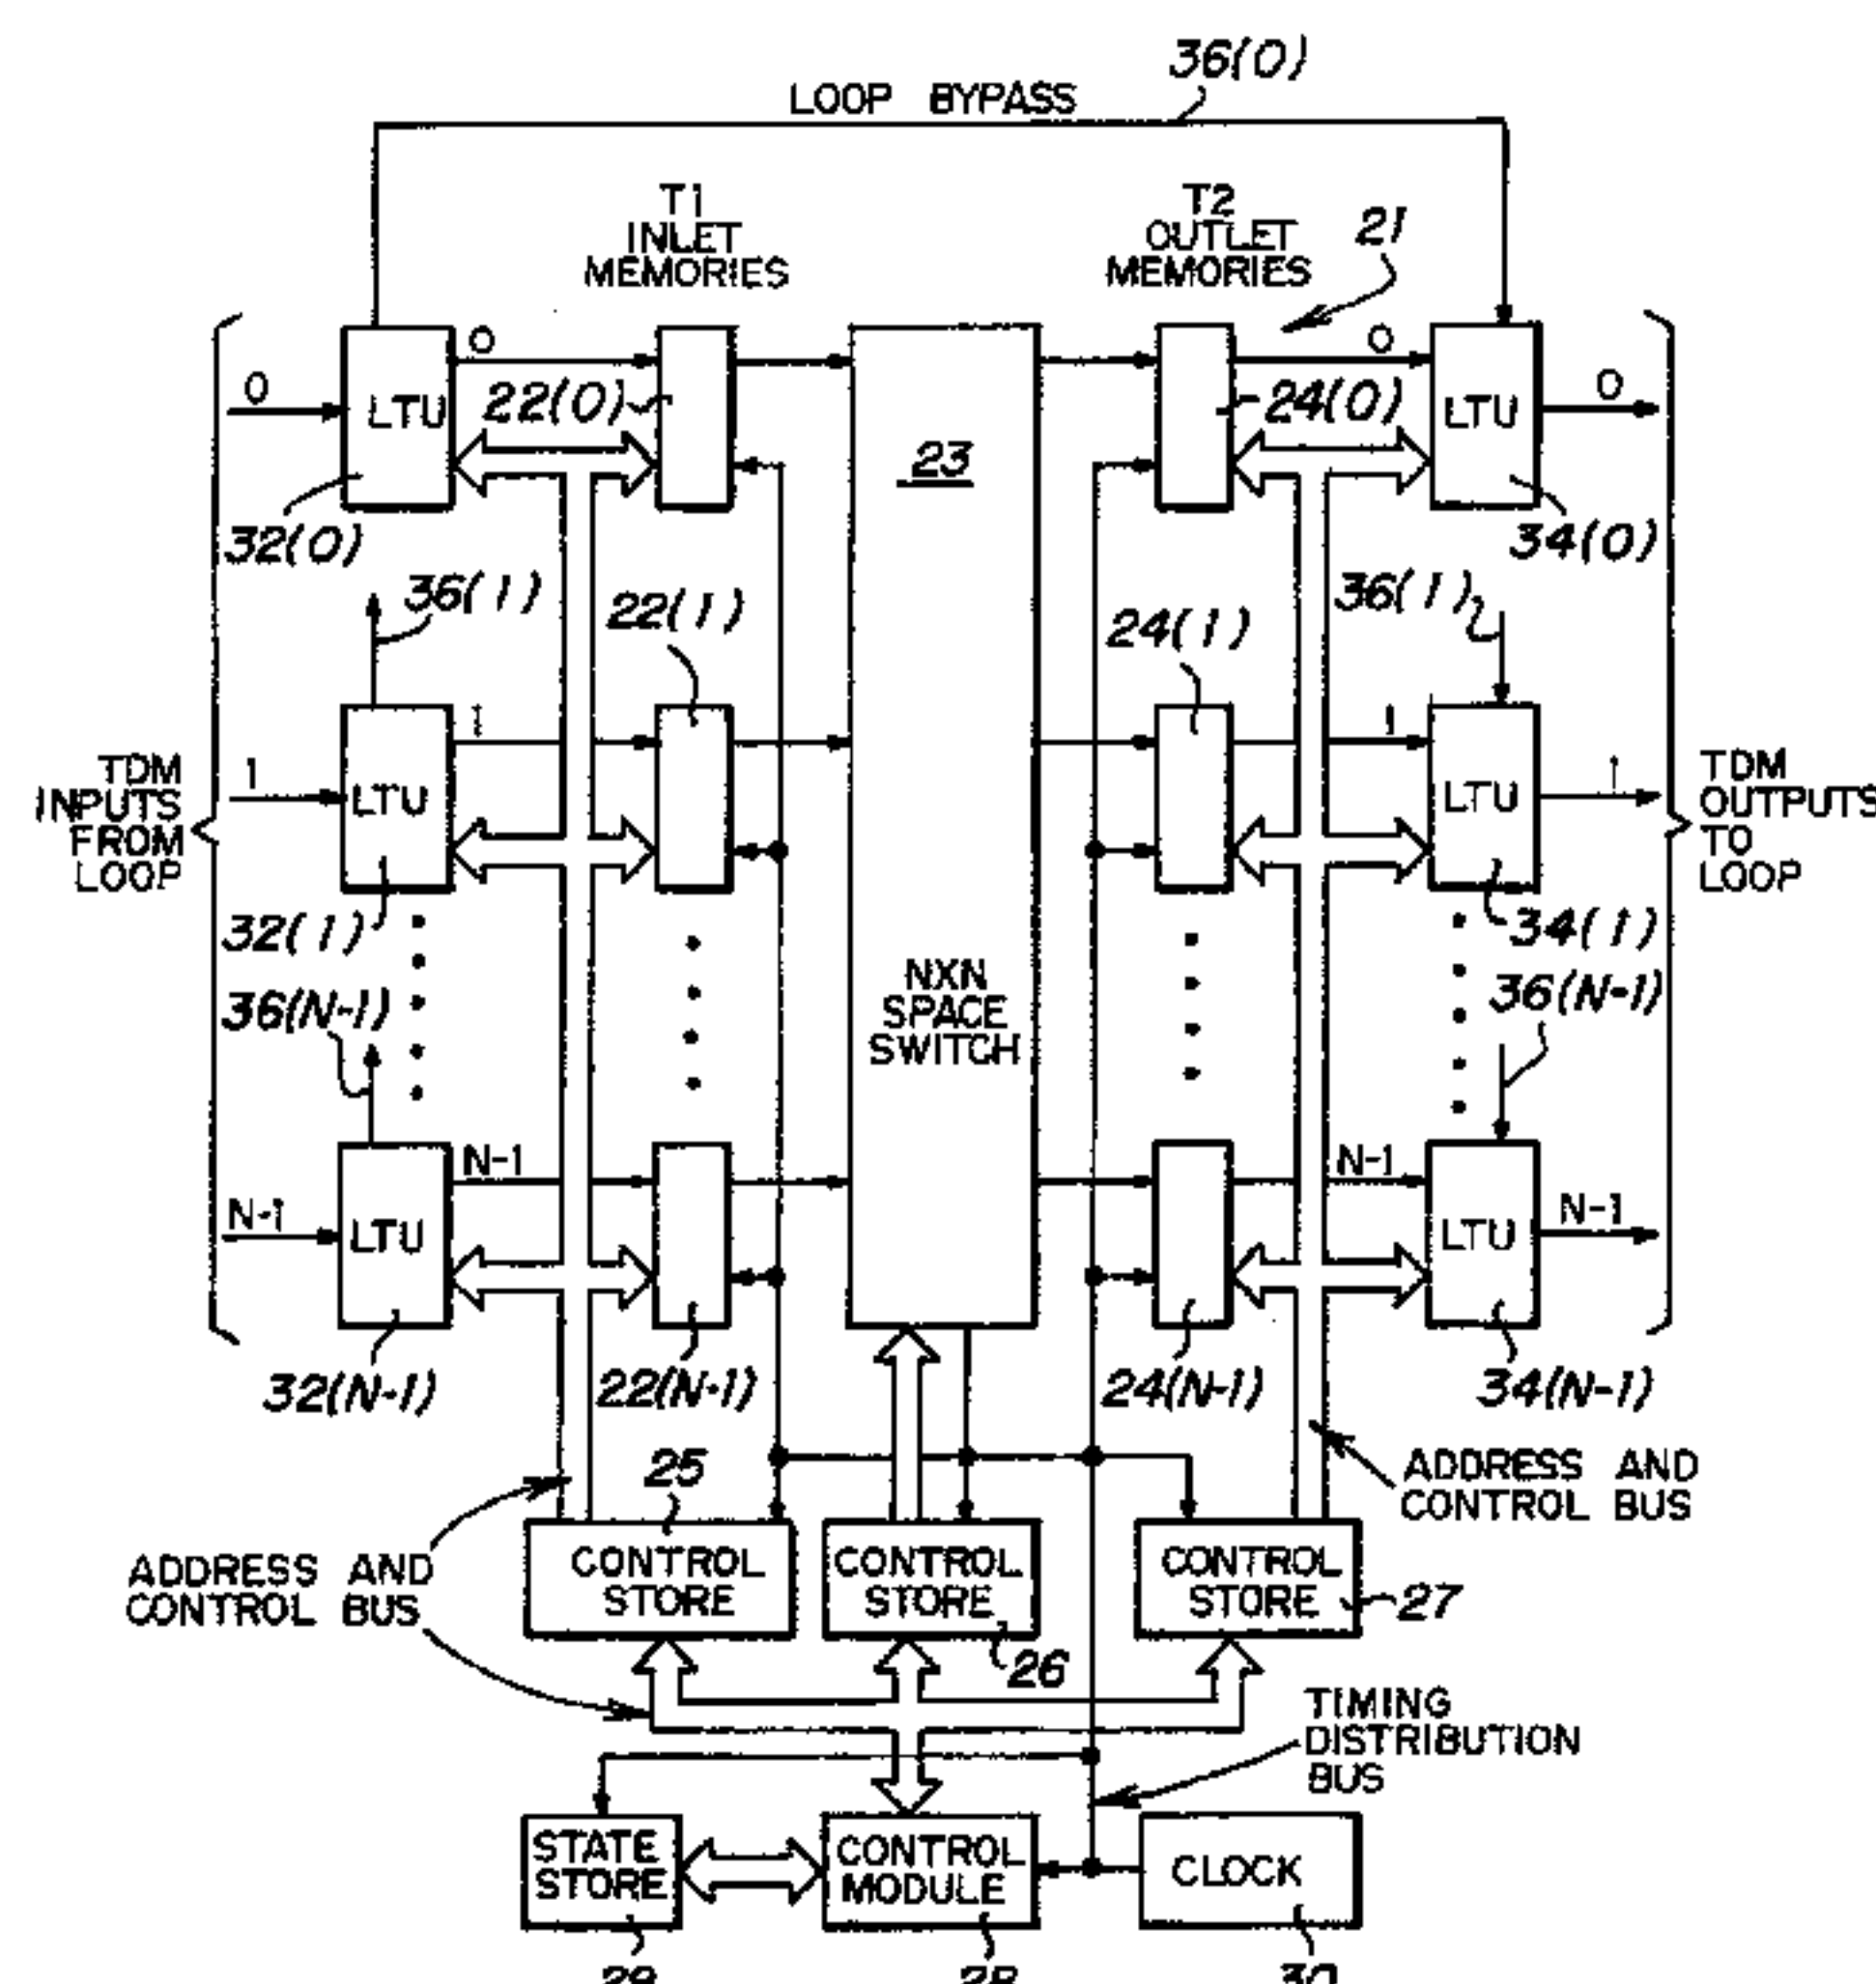 36(0)
LOOP BYPASS
T1
INLET
MEMORIES
T2
OUTLET
MEMORIES
21
0
LTU
0
22(0)
23
24(0)
0
LTU
0
32(0)
34(0)
36(1)
22(1)
24(1)
36(1)
TDM
INPUTS
FROM
LOOP
1
LTU
1
1
LTU
1
TDM
OUTPUTS
TO
LOOP
32(1)
34(1)
36(N-1)
NXN
SPACE
SWITCH
36(N-1)
N-1
LTU
N-1
N-1
LTU
N-1
32(N-1)
22(N-1)
24(N-1)
34(N-1)
25
ADDRESS AND
CONTROL BUS
ADDRESS AND
CONTROL BUS
CONTROL
STORE
CONTROL
STORE
CONTROL
STORE
27
26
TIMING
DISTRIBUTION
BUS
STATE
STORE
CONTROL
MODULE
CLOCK
29
28
30